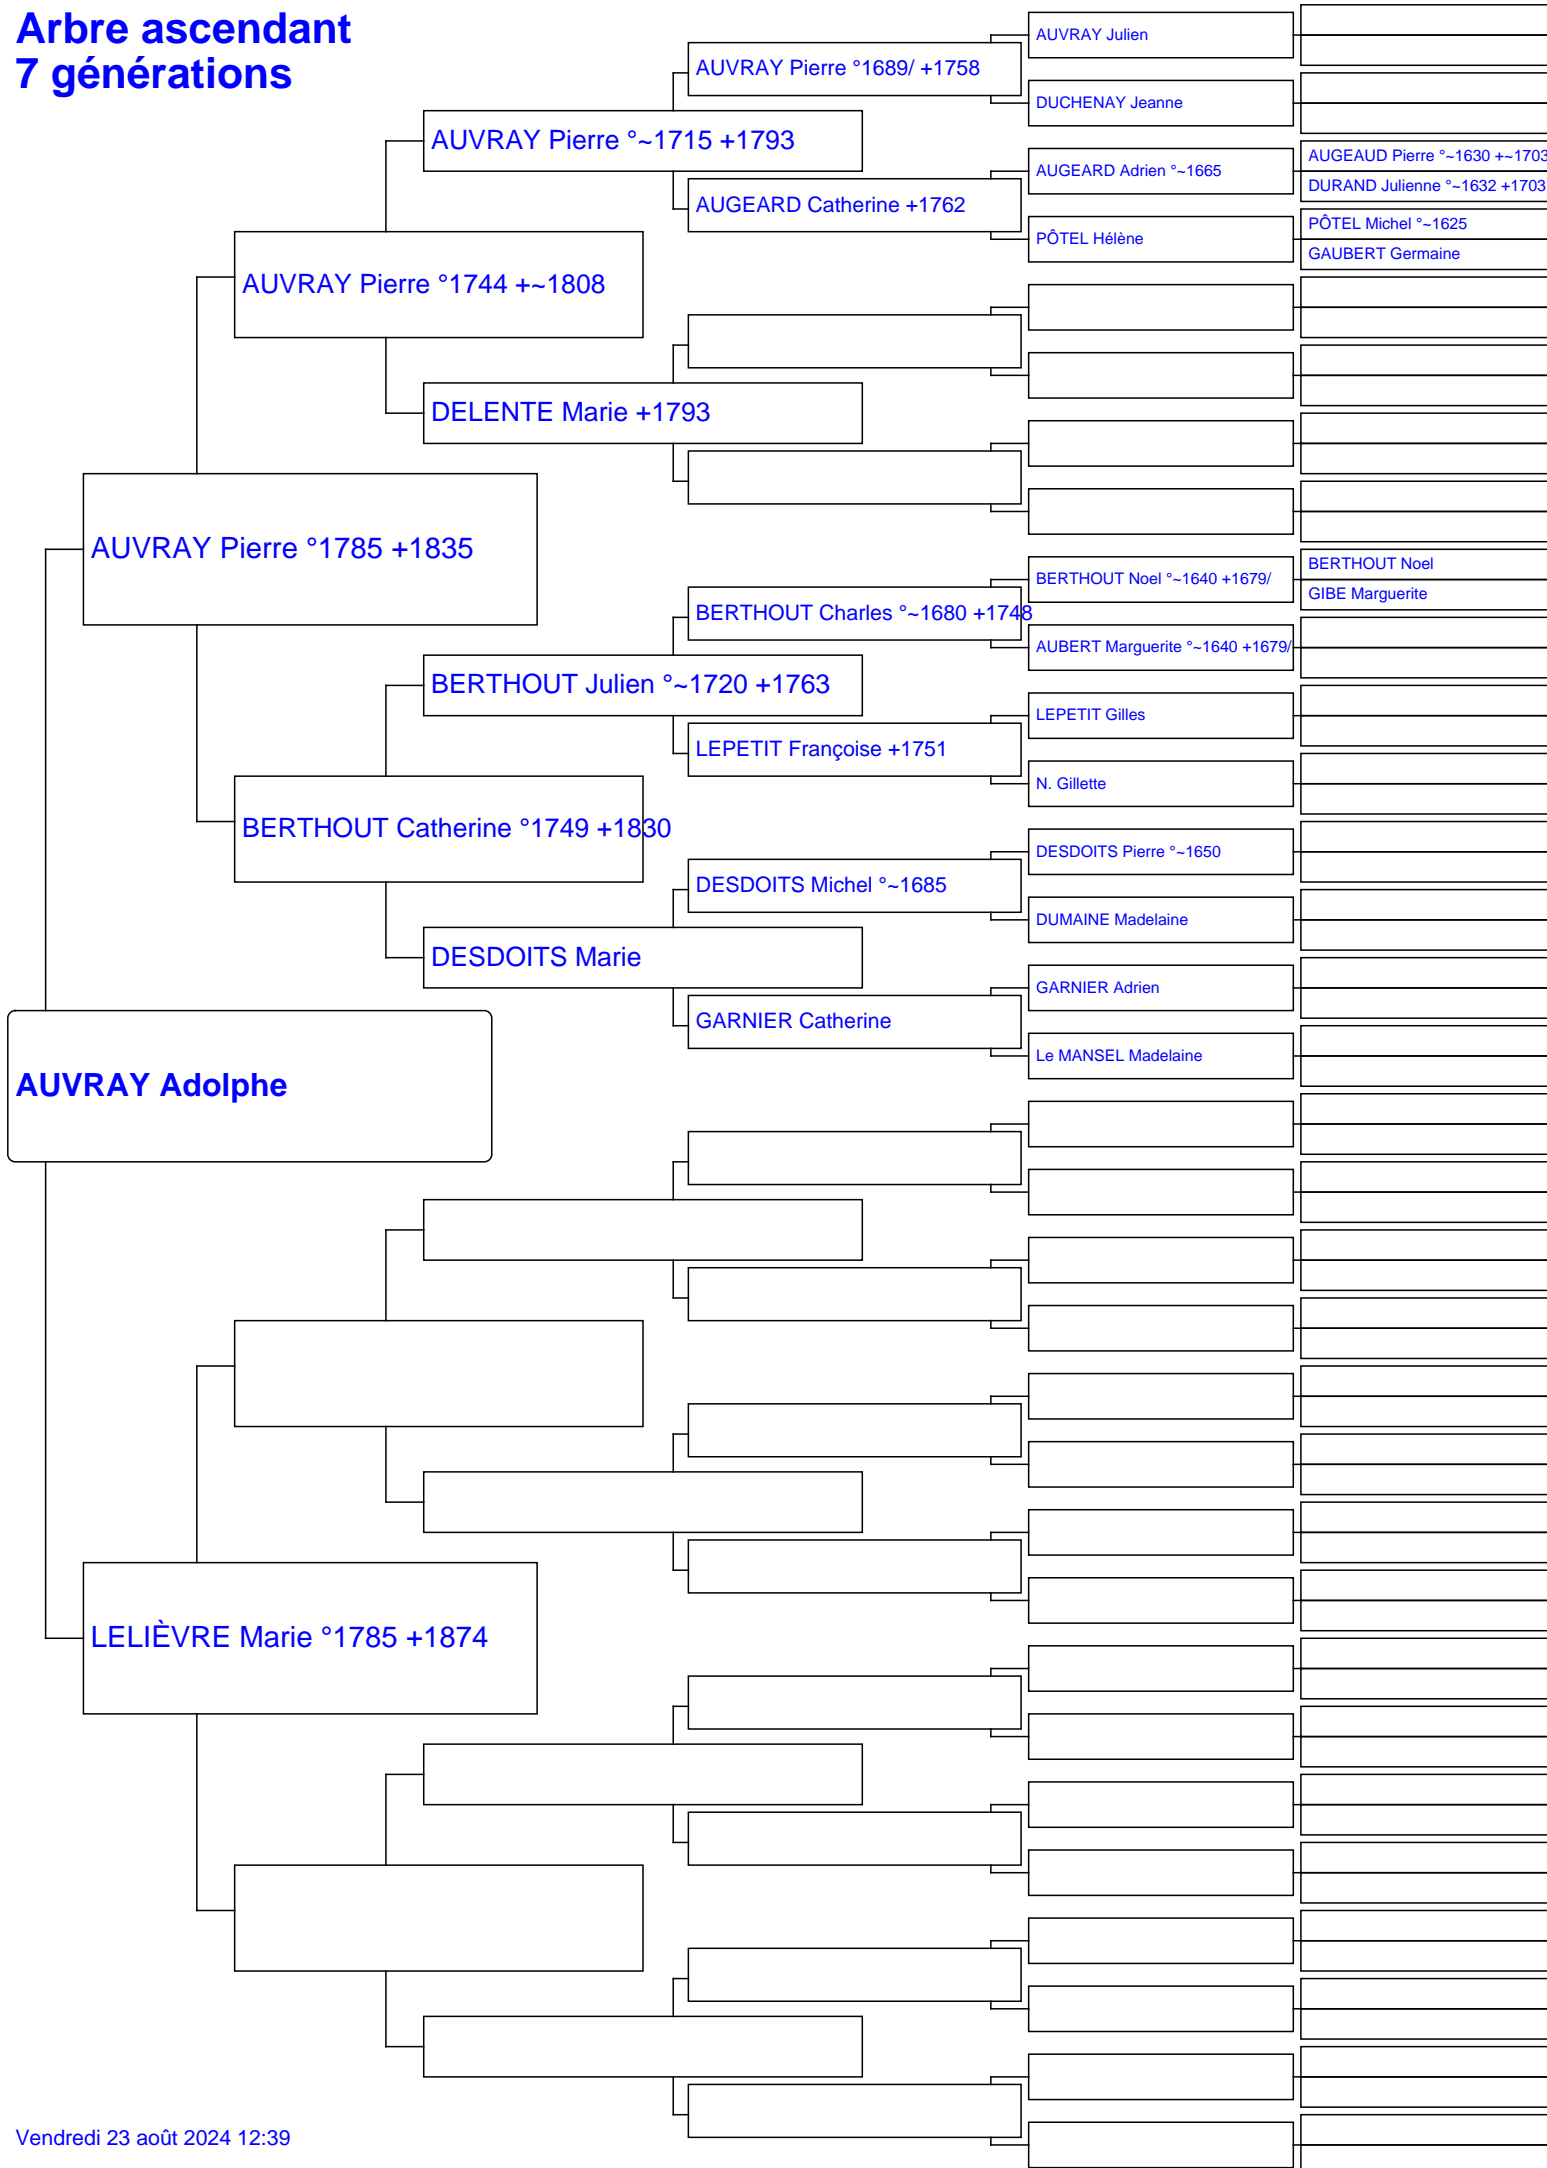 Arbre ascendant
7 générations
AUVRAY Julien
AUVRAY Pierre °1689/ +1758
DUCHENAY Jeanne
AUVRAY Pierre °~1715 +1793
AUGEAUD Pierre °~1630 +~1703
AUGEARD Adrien °~1665
DURAND Julienne °~1632 +1703
AUGEARD Catherine +1762
PÔTEL Michel °~1625
PÔTEL Hélène
GAUBERT Germaine
AUVRAY Pierre °1744 +~1808
DELENTE Marie +1793
AUVRAY Pierre °1785 +1835
BERTHOUT Noel
BERTHOUT Noel °~1640 +1679/
GIBE Marguerite
BERTHOUT Charles °~1680 +1748
AUBERT Marguerite °~1640 +1679/
BERTHOUT Julien °~1720 +1763
LEPETIT Gilles
LEPETIT Françoise +1751
N. Gillette
BERTHOUT Catherine °1749 +1830
DESDOITS Pierre °~1650
DESDOITS Michel °~1685
DUMAINE Madelaine
DESDOITS Marie
GARNIER Adrien
GARNIER Catherine
Le MANSEL Madelaine
AUVRAY Adolphe
LELIÈVRE Marie °1785 +1874
Vendredi 23 août 2024 12:39